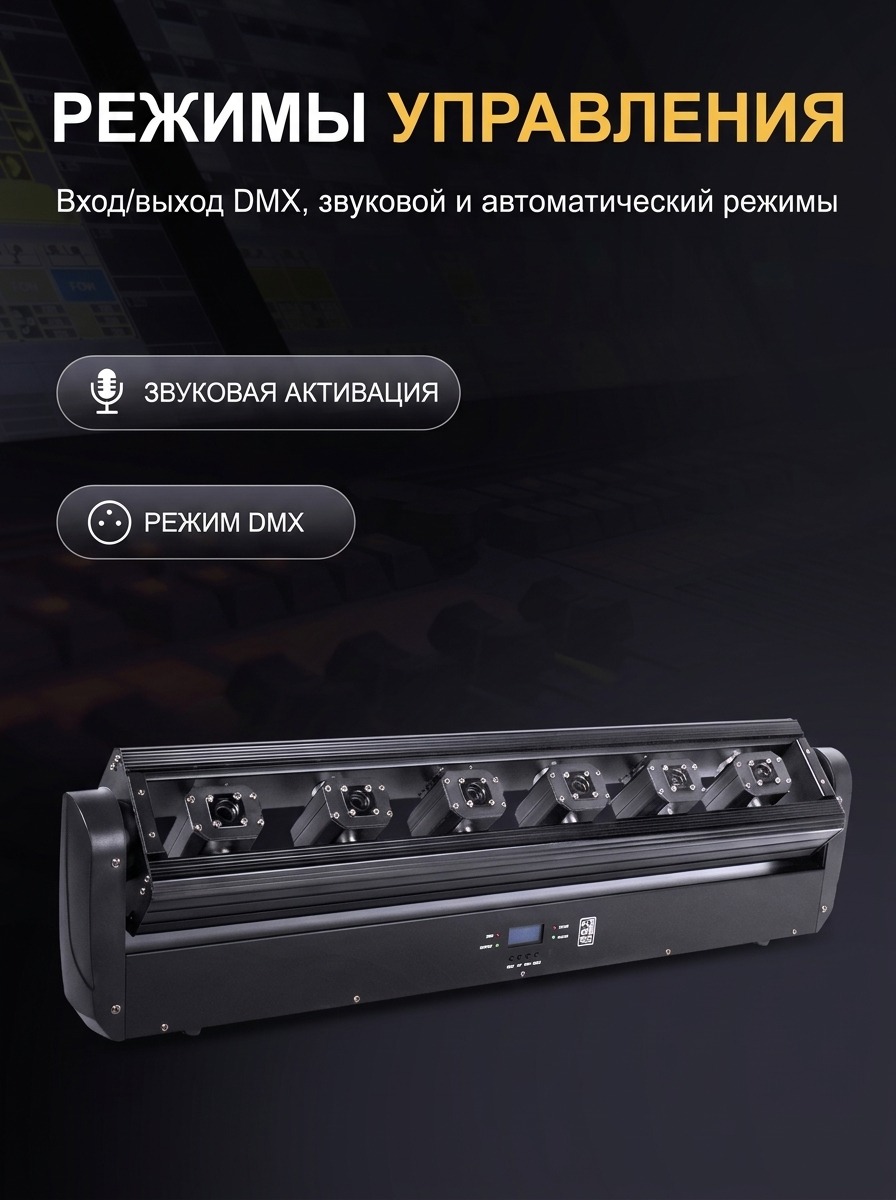 РЕЖИМЫ УПРАВЛЕНИЯ
Вход/выход DMX, звуковой и автоматический режимы
ЗВУКОВАЯ АКТИВАЦИЯ
РЕЖИМ DMX